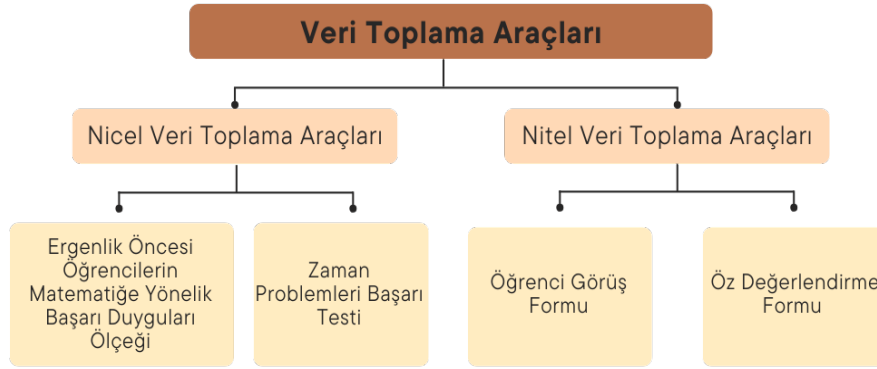 Veri Toplama Araçları
Nicel Veri Toplama Araçları
Nitel Veri Toplama Araçları
Ergenlik Öncesi
Öğrencilerin
Matematiğe Yönelik
Başarı Duyguları
Ölçeği
Zaman
Problemleri Başarı
Testi
Öğrenci Görüş
Formu
Öz Değerlendirme
Formu